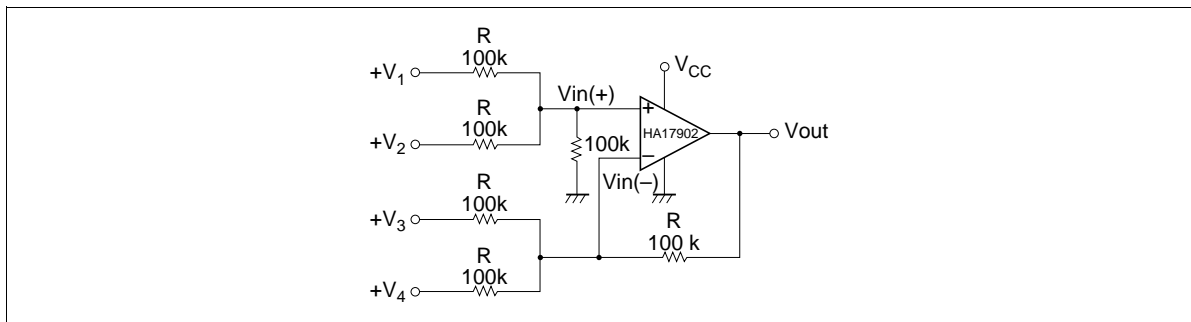 R
100k
+V1
R
100k
+V2
Vin(+)
100k
VCC
+
HA17902
−
Vout
Vin(−)
R
100k
+V3
R
100k
+V4
R
100 k